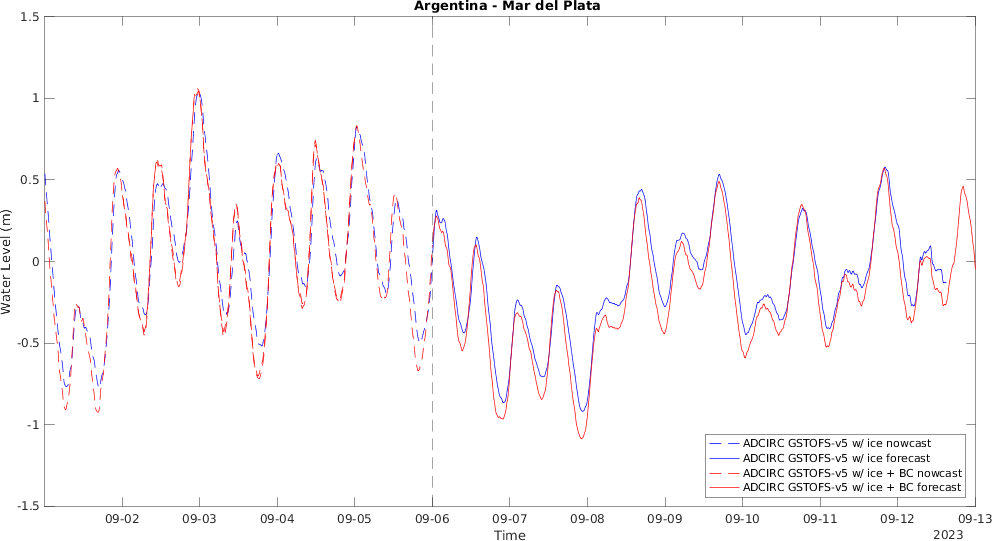 Argentina - Mar del Plata
1.5
1
0.5
0
-0.5
-1
-1.5
Water Level (m)
ADCIRC GSTOFS-v5 w/ ice nowcast
ADCIRC GSTOFS-v5 w/ ice forecast
ADCIRC GSTOFS-v5 w/ ice + BC nowcast
ADCIRC GSTOFS-v5 w/ ice + BC forecast
09-02 09-03 09-04 09-05 09-06 09-07 09-08 09-09 09-10 09-11 09-12 09-13
Time
2023